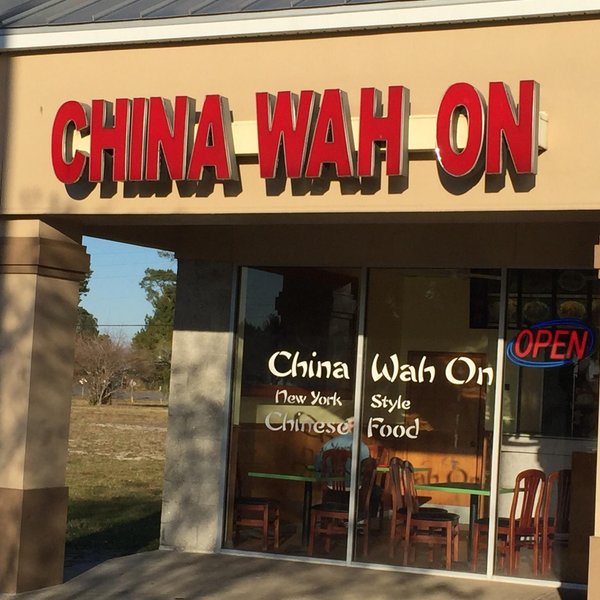 CHINA WAH ON
China Wah On
New York Style
Chinese Food
OPEN